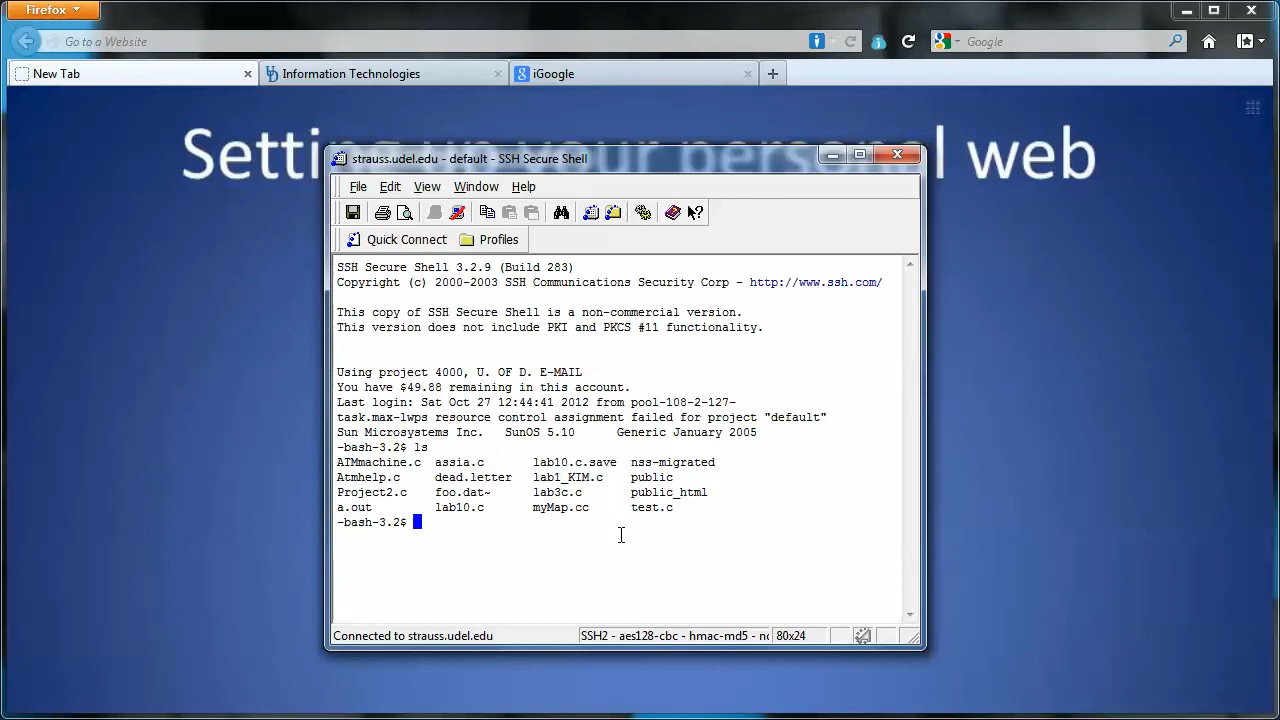 Firefox
Go to a Website
Google
New Tab
Information Technologies
iGoogle
Setting up your personal web
strauss.udel.edu - default - SSH Secure Shell
File Edit View Window Help
Quick Connect Profiles
SSH Secure Shell 3.2.9 (Build 283)
Copyright (c) 2000-2003 SSH Communications Security Corp - http://www.ssh.com/
This copy of SSH Secure Shell is a non-commercial version.
This version does not include PKI and PKCS #11 functionality.
Using project 4000, U. OF D. E-MAIL
You have $49.88 remaining in this account.
Last login: Sat Oct 27 12:44:41 2012 from pool-108-2-127-
task.max-lwps resource control assignment failed for project "default"
Sun Microsystems Inc. SunOS 5.10 Generic January 2005
-bash-3.2$ ls
ATMmachine.c assia.c lab10.c.save nss-migrated
Atmhelp.c dead.letter lab1_KIM.c public
Project2.c foo.dat~ lab3c.c public_html
a.out lab10.c myMap.cc test.c
-bash-3.2$
Connected to strauss.udel.edu
SSH2 - aes128-cbc - hmac-md5 - nc
80x24